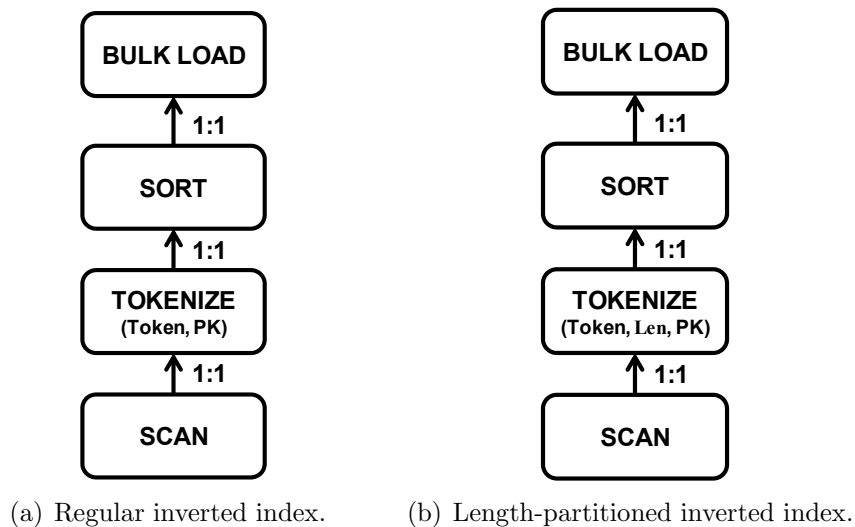 BULK LOAD
1:1
SORT
1:1
TOKENIZE
(Token, PK)
1:1
SCAN
(a) Regular inverted index.
BULK LOAD
1:1
SORT
1:1
TOKENIZE
(Token, Len, PK)
1:1
SCAN
(b) Length-partitioned inverted index.